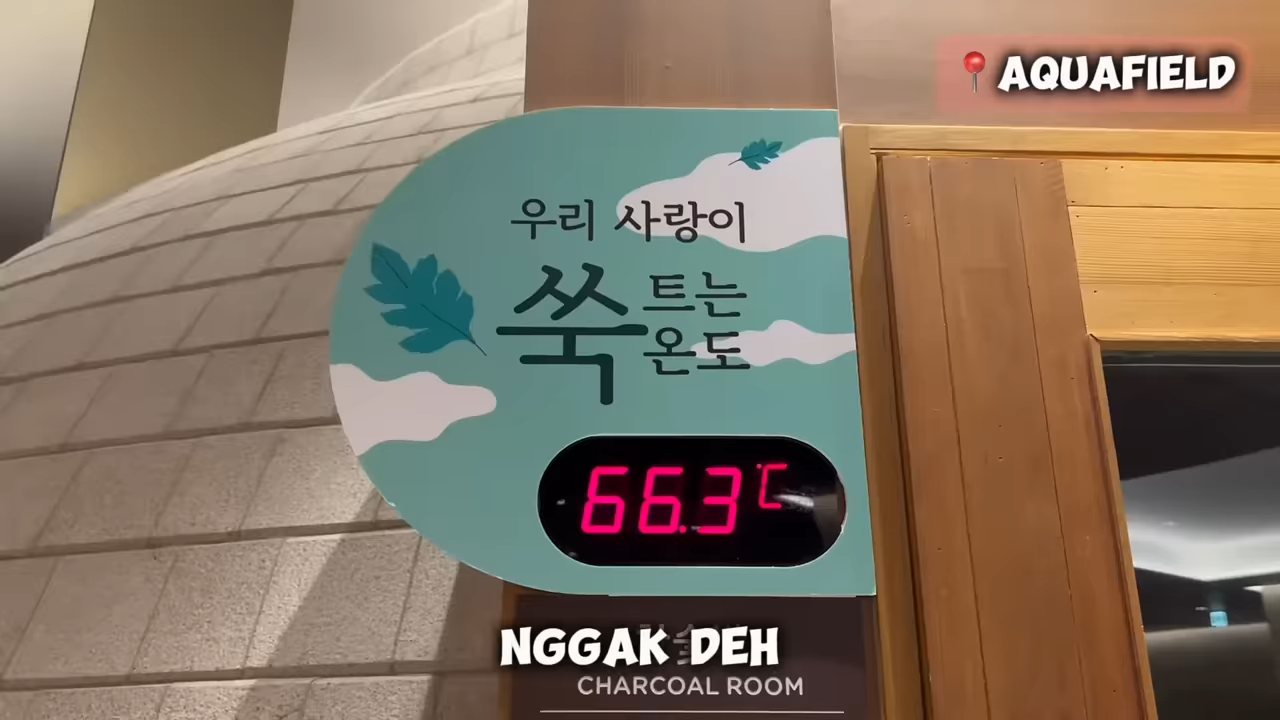 📍AQUAFIELD
우리 사랑이
쑥 트는
온도
66.3℃
NGGAK DEH
CHARCOAL ROOM